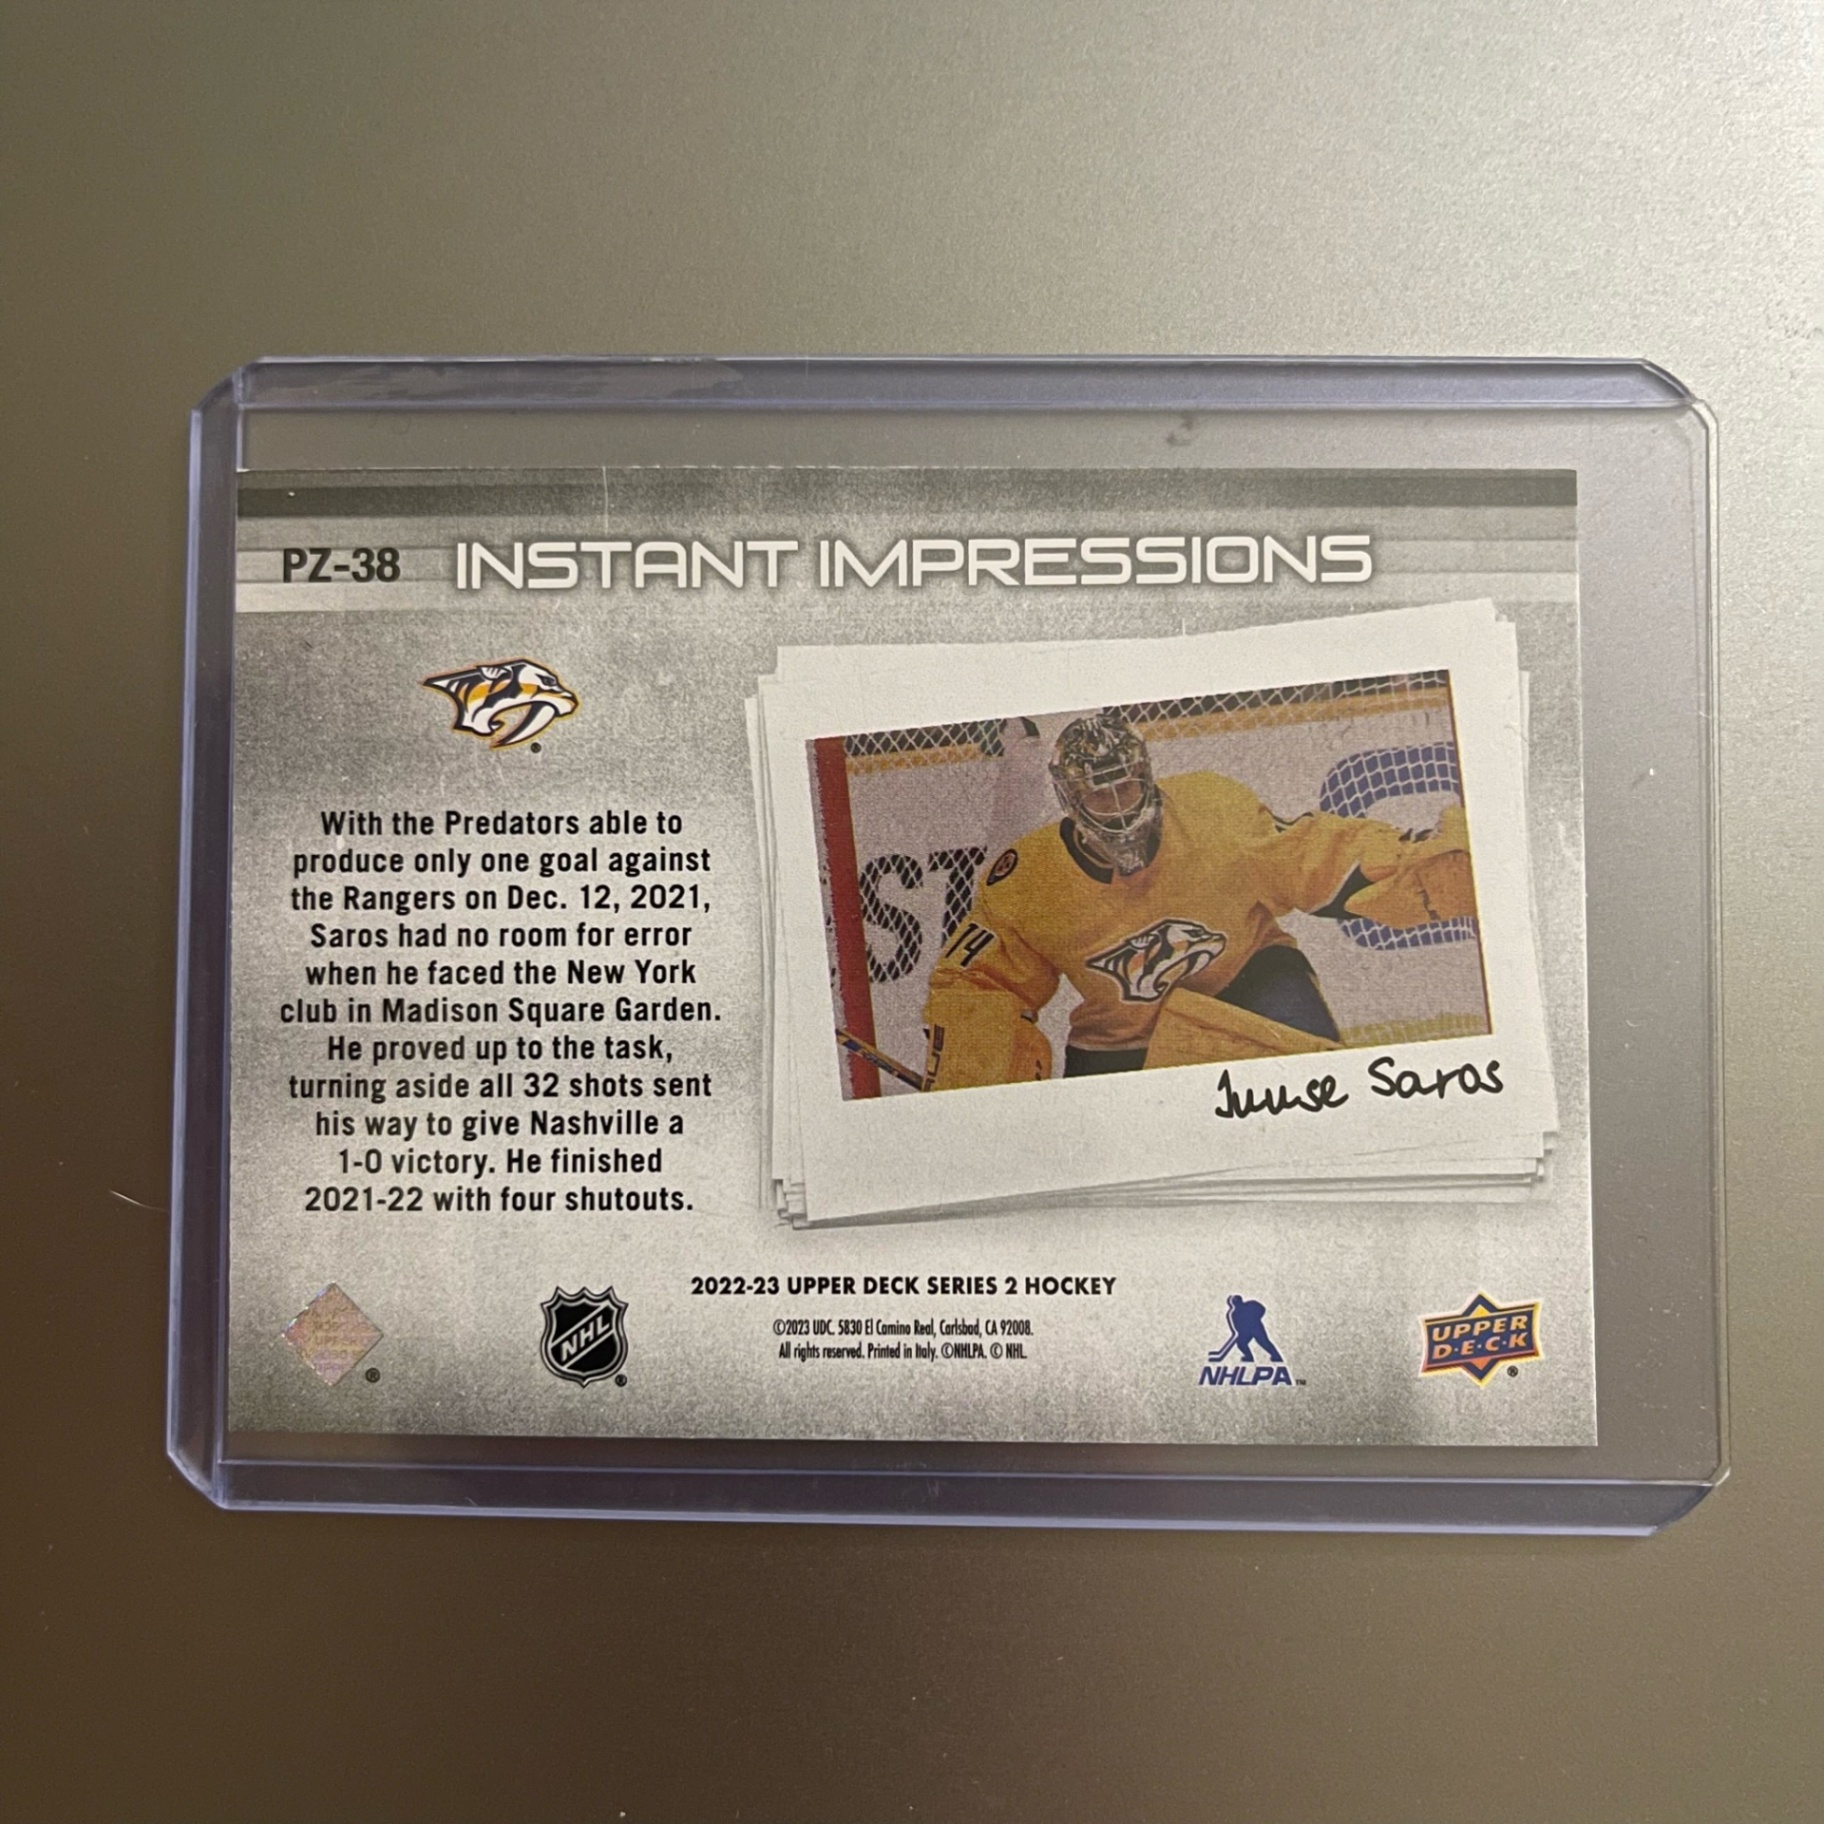 PZ-38 INSTANT IMPRESSIONS
With the Predators able to
produce only one goal against
the Rangers on Dec. 12, 2021,
Saros had no room for error
when he faced the New York
club in Madison Square Garden.
He proved up to the task,
turning aside all 32 shots sent
his way to give Nashville a
1-0 victory. He finished
2021-22 with four shutouts.
ST
14
Juuse Saros
2022-23 UPPER DECK SERIES 2 HOCKEY
©2023 UDC. 5830 El Camino Real, Carlsbad, CA 92008.
All rights reserved. Printed in Italy. ©NHLPA. © NHL.
®
NHL®
NHLPA™
UPPER
D·E·C·K®